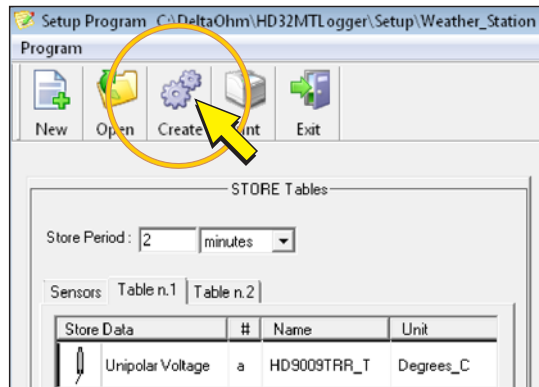 Setup Program C:\DeltaOhm\HD32MTLogger\Setup\Weather_Station
Program
New Open Create Exit
STORE Tables
Store Period : 2 minutes
Sensors Table n.1 Table n.2
Store Data # Name Unit
Unipolar Voltage a HD9009TRR_T Degrees_C